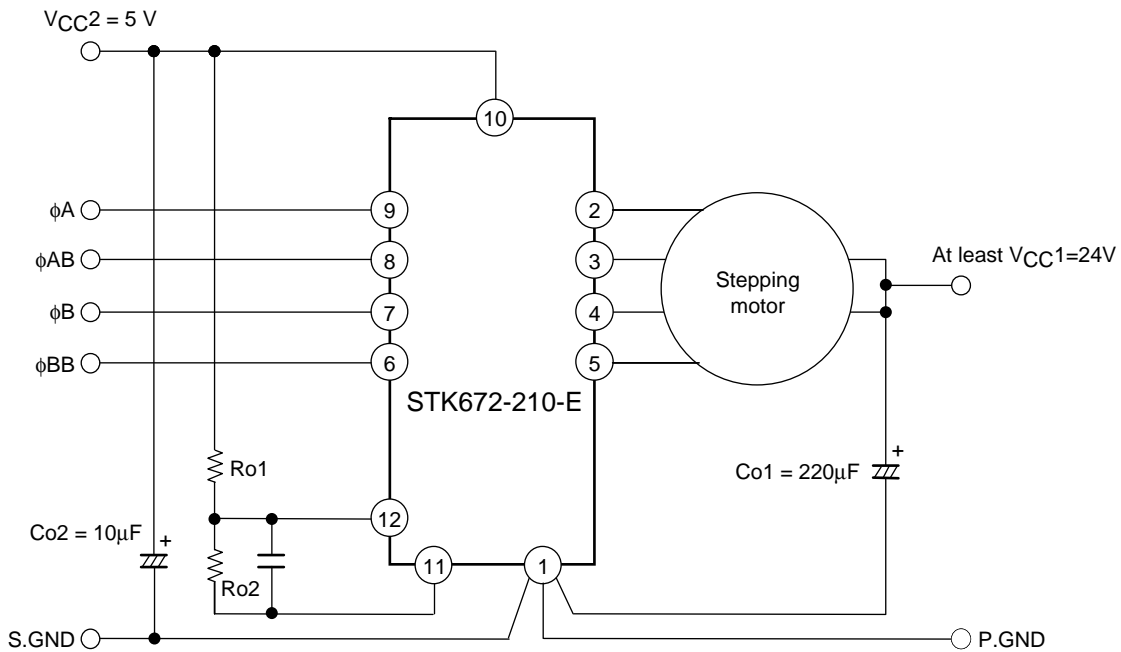 VCC2 = 5 V
10
ϕA
9
2
ϕAB
8
3
At least VCC1=24V
Stepping
motor
ϕB
7
4
ϕBB
6
5
STK672-210-E
Ro1
+
Co1 = 220µF
12
Co2 = 10µF
+
Ro2
11
1
S.GND
P.GND